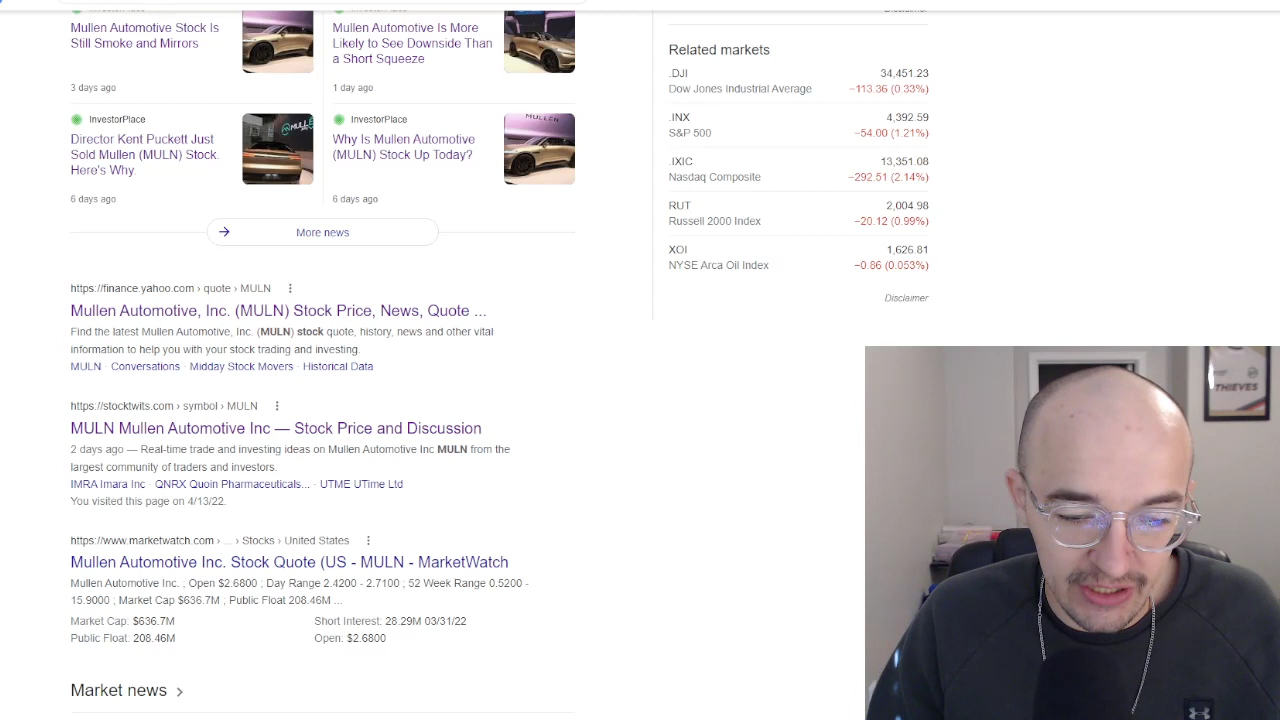 Mullen Automotive Stock Is
Still Smoke and Mirrors
3 days ago
Mullen Automotive Is More
Likely to See Downside Than
a Short Squeeze
1 day ago
InvestorPlace
Director Kent Puckett Just
Sold Mullen (MULN) Stock.
Here's Why.
6 days ago
MULLEN
InvestorPlace
Why Is Mullen Automotive
(MULN) Stock Up Today?
6 days ago
MULLEN
More news
https://finance.yahoo.com › quote › MULN
Mullen Automotive, Inc. (MULN) Stock Price, News, Quote ...
Find the latest Mullen Automotive, Inc. (MULN) stock quote, history, news and other vital
information to help you with your stock trading and investing.
MULN · Conversations · Midday Stock Movers · Historical Data
https://stocktwits.com › symbol › MULN
MULN Mullen Automotive Inc — Stock Price and Discussion
2 days ago — Real-time trade and investing ideas on Mullen Automotive Inc MULN from the
largest community of traders and investors.
IMRA Imara Inc · QNRX Quoin Pharmaceuticals... · UTME UTime Ltd
You visited this page on 4/13/22.
https://www.marketwatch.com › ... › Stocks › United States
Mullen Automotive Inc. Stock Quote (US - MULN - MarketWatch
Mullen Automotive Inc. ; Open $2.6800 ; Day Range 2.4200 - 2.7100 ; 52 Week Range 0.5200 -
15.9000 ; Market Cap $636.7M ; Public Float 208.46M ...
Market Cap: $636.7M
Short Interest: 28.29M 03/31/22
Public Float: 208.46M
Open: $2.6800
Market news
Disclaimer
Related markets
.DJI 34,451.23
Dow Jones Industrial Average −113.36 (0.33%)
.INX 4,392.59
S&P 500 −54.00 (1.21%)
.IXIC 13,351.08
Nasdaq Composite −292.51 (2.14%)
RUT 2,004.98
Russell 2000 Index −20.12 (0.99%)
XOI 1,626.81
NYSE Arca Oil Index −0.86 (0.053%)
Disclaimer
THIEVES